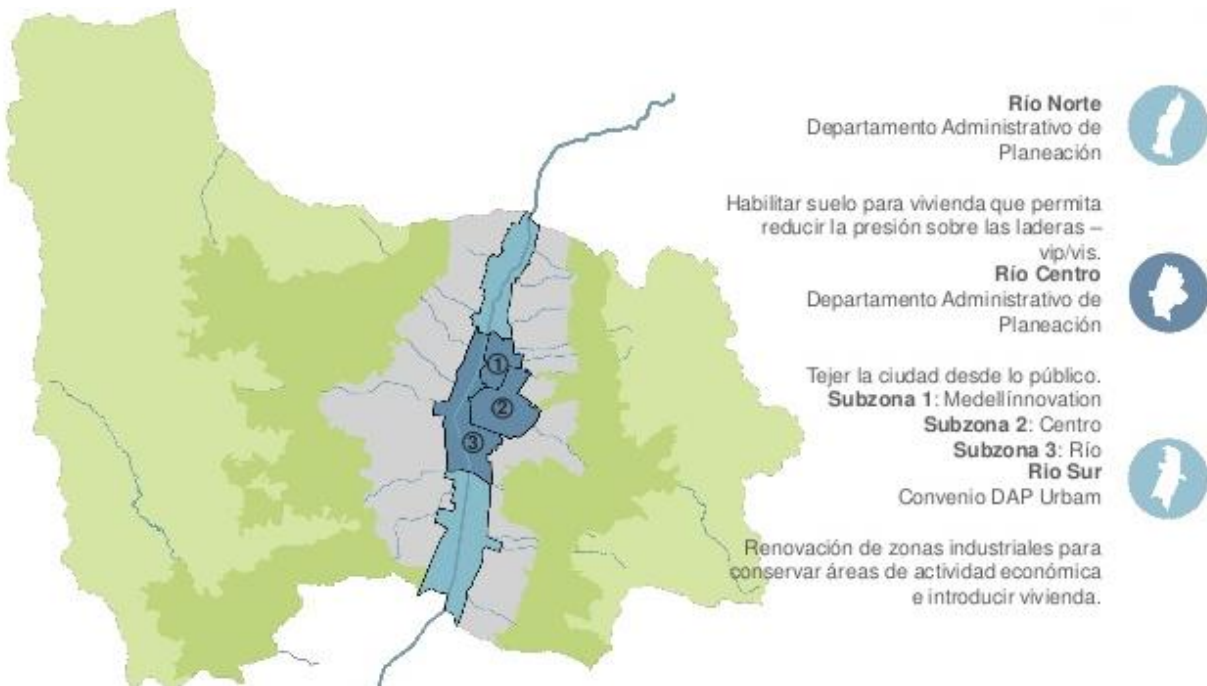 Río Norte
Departamento Administrativo de
Planeación
Habilitar suelo para vivienda que permita
reducir la presión sobre las laderas –
vip/vis.
Río Centro
Departamento Administrativo de
Planeación
Tejer la ciudad desde lo público.
Subzona 1: Medellínnovation
Subzona 2: Centro
Subzona 3: Río
Rio Sur
Convenio DAP Urbam
Renovación de zonas industriales para
conservar áreas de actividad económica
e introducir vivienda.
1
2
3